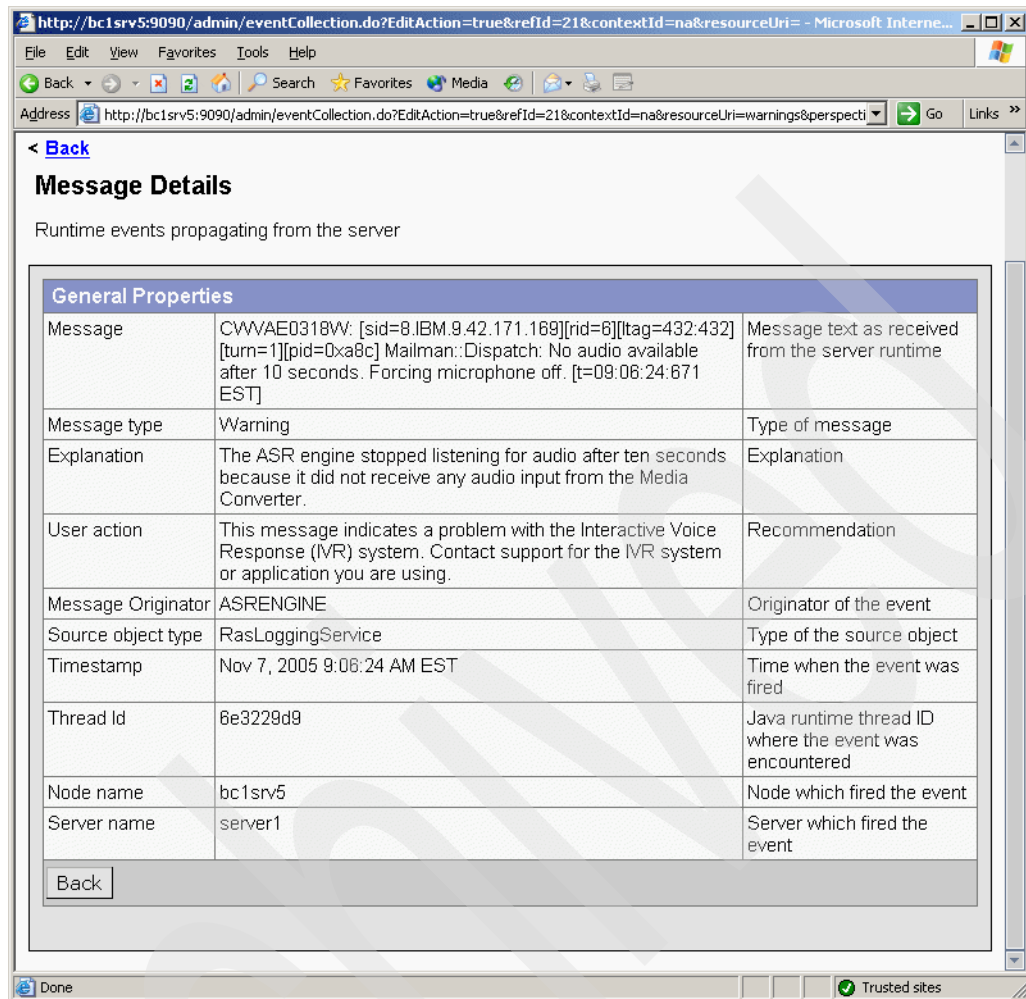 http://bc1srv5:9090/admin/eventCollection.do?EditAction=true&refId=21&contextId=na&resourceUri= - Microsoft Interne...
File Edit View Favorites Tools Help
Back Search Favorites Media
Address http://bc1srv5:9090/admin/eventCollection.do?EditAction=true&refId=21&contextId=na&resourceUri=warnings&perspecti Go Links »
< Back
Message Details
Runtime events propagating from the server
General Properties
Message CWVAE0318W: [sid=8.IBM.9.42.171.169][rid=6][ltag=432:432] Message text as received
[turn=1][pid=0xa8c] Mailman::Dispatch: No audio available from the server runtime
after 10 seconds. Forcing microphone off. [t=09:06:24:671
EST]
Message type Warning Type of message
Explanation The ASR engine stopped listening for audio after ten seconds Explanation
because it did not receive any audio input from the Media
Converter.
User action This message indicates a problem with the Interactive Voice Recommendation
Response (IVR) system. Contact support for the IVR system
or application you are using.
Message Originator ASRENGINE Originator of the event
Source object type RasLoggingService Type of the source object
Timestamp Nov 7, 2005 9:06:24 AM EST Time when the event was
fired
Thread Id 6e3229d9 Java runtime thread ID
where the event was
encountered
Node name bc1srv5 Node which fired the event
Server name server1 Server which fired the
event
Back
Done Trusted sites